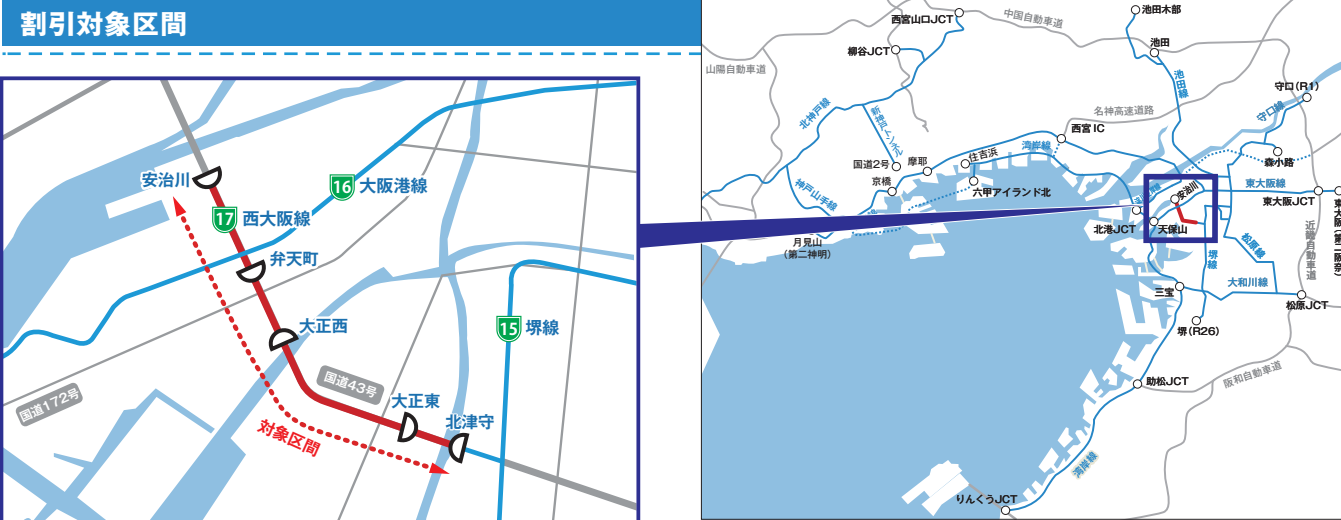 割引対象区間
安治川
16 大阪港線
17 西大阪線
弁天町
大正西
15 堺線
国道43号
国道172号
大正東
北津守
対象区間
西宮山口JCT
中国自動車道
池田木部
柳谷JCT
池田
山陽自動車道
池田線
守口(R1)
北神戸線
新神戸トンネル
名神高速道路
守口線
西宮IC
湾岸線
住吉浜
森小路
国道2号
摩耶
京橋
六甲アイランド北
神戸山手線
安治川
東大阪線
東大阪JCT
東大阪(第二阪奈)
北港JCT
天保山
近畿自動車道
月見山
(第二神明)
松原線
堺線
大和川線
三宝
松原JCT
堺(R26)
助松JCT
阪和自動車道
湾岸線
りんくうJCT